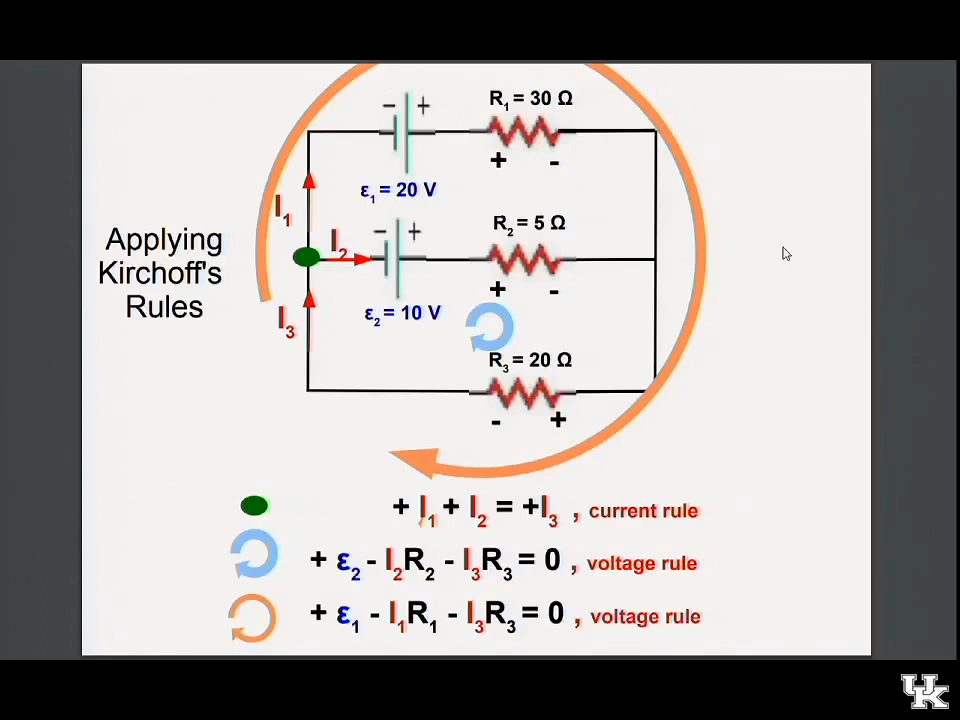 R1 = 30 Ω
- +
+ -
ε1 = 20 V
I1
Applying
Kirchoff's
Rules
I2
- +
R2 = 5 Ω
+ -
ε2 = 10 V
I3
R3 = 20 Ω
- +
+ I1 + I2 = +I3 , current rule
+ ε2 - I2R2 - I3R3 = 0 , voltage rule
+ ε1 - I1R1 - I3R3 = 0 , voltage rule
UK